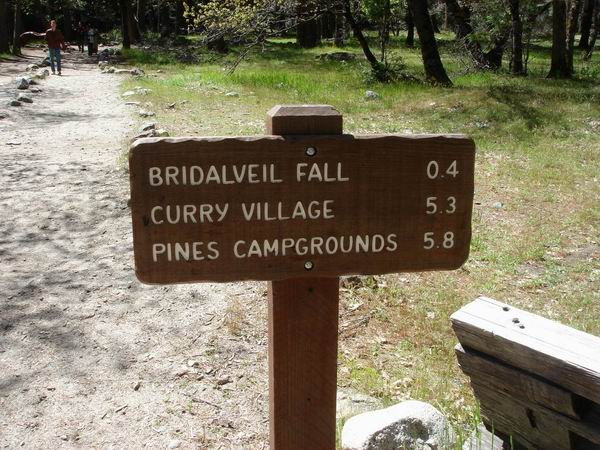 BRIDALVEIL FALL 0.4
CURRY VILLAGE 5.3
PINES CAMPGROUNDS 5.8